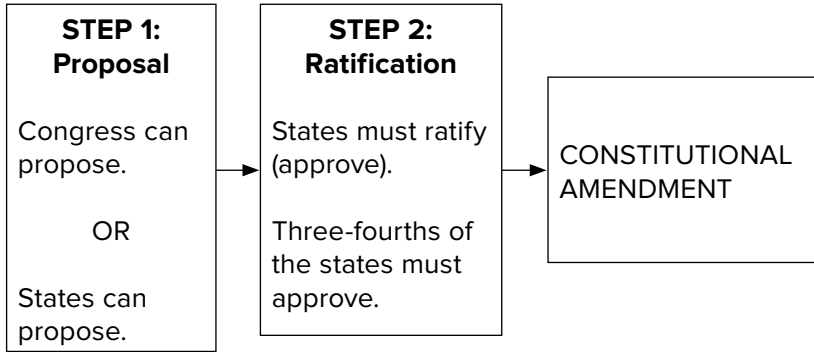 STEP 1:
Proposal
Congress can
propose.
OR
States can
propose.
STEP 2:
Ratification
States must ratify
(approve).
Three-fourths of
the states must
approve.
CONSTITUTIONAL
AMENDMENT